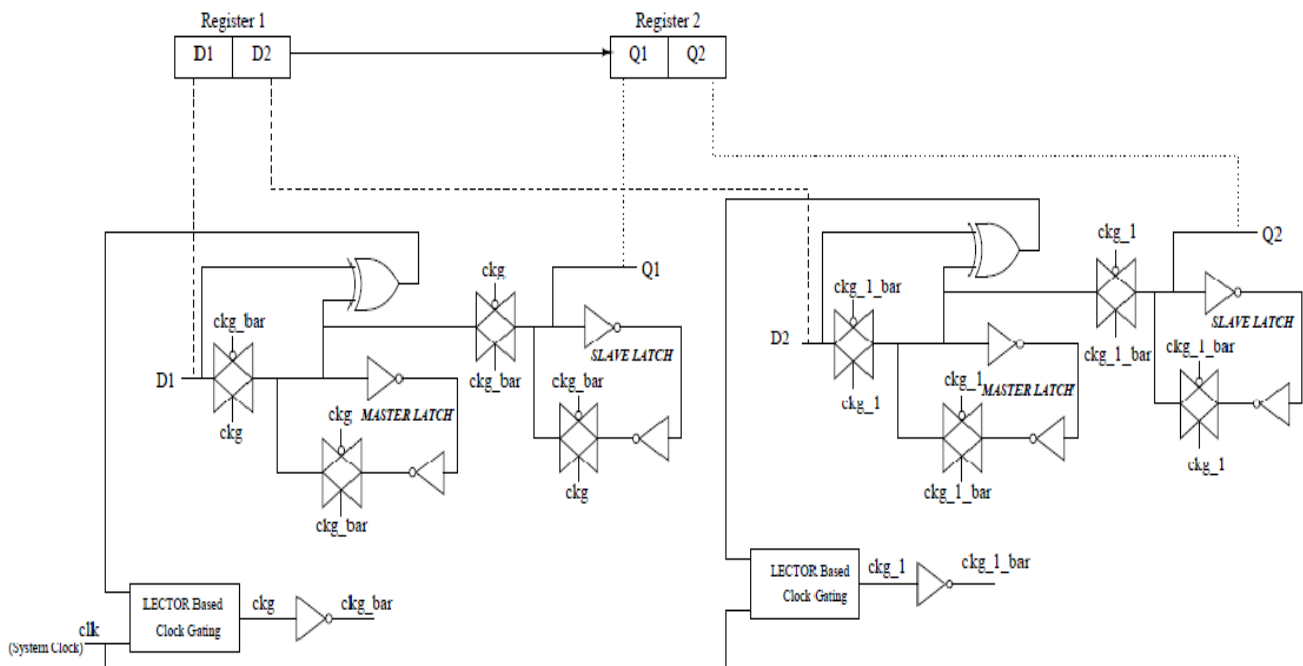 Register 1
Register 2
D1 D2
Q1 Q2
ckg_1
Q2
ckg
Q1
ckg_1_bar
ckg_bar
SLAVE LATCH
D2
ckg_1_bar
ckg_1_bar
SLAVE LATCH
ckg_bar
ckg_bar
D1
MASTER LATCH
ckg_1
ckg_1
MASTER LATCH
ckg
ckg
ckg
ckg_1_bar
ckg_1
ckg_bar
LECTOR Based
Clock Gating
ckg_1
ckg_1_bar
LECTOR Based
Clock Gating
ckg
ckg_bar
clk
(System Clock)